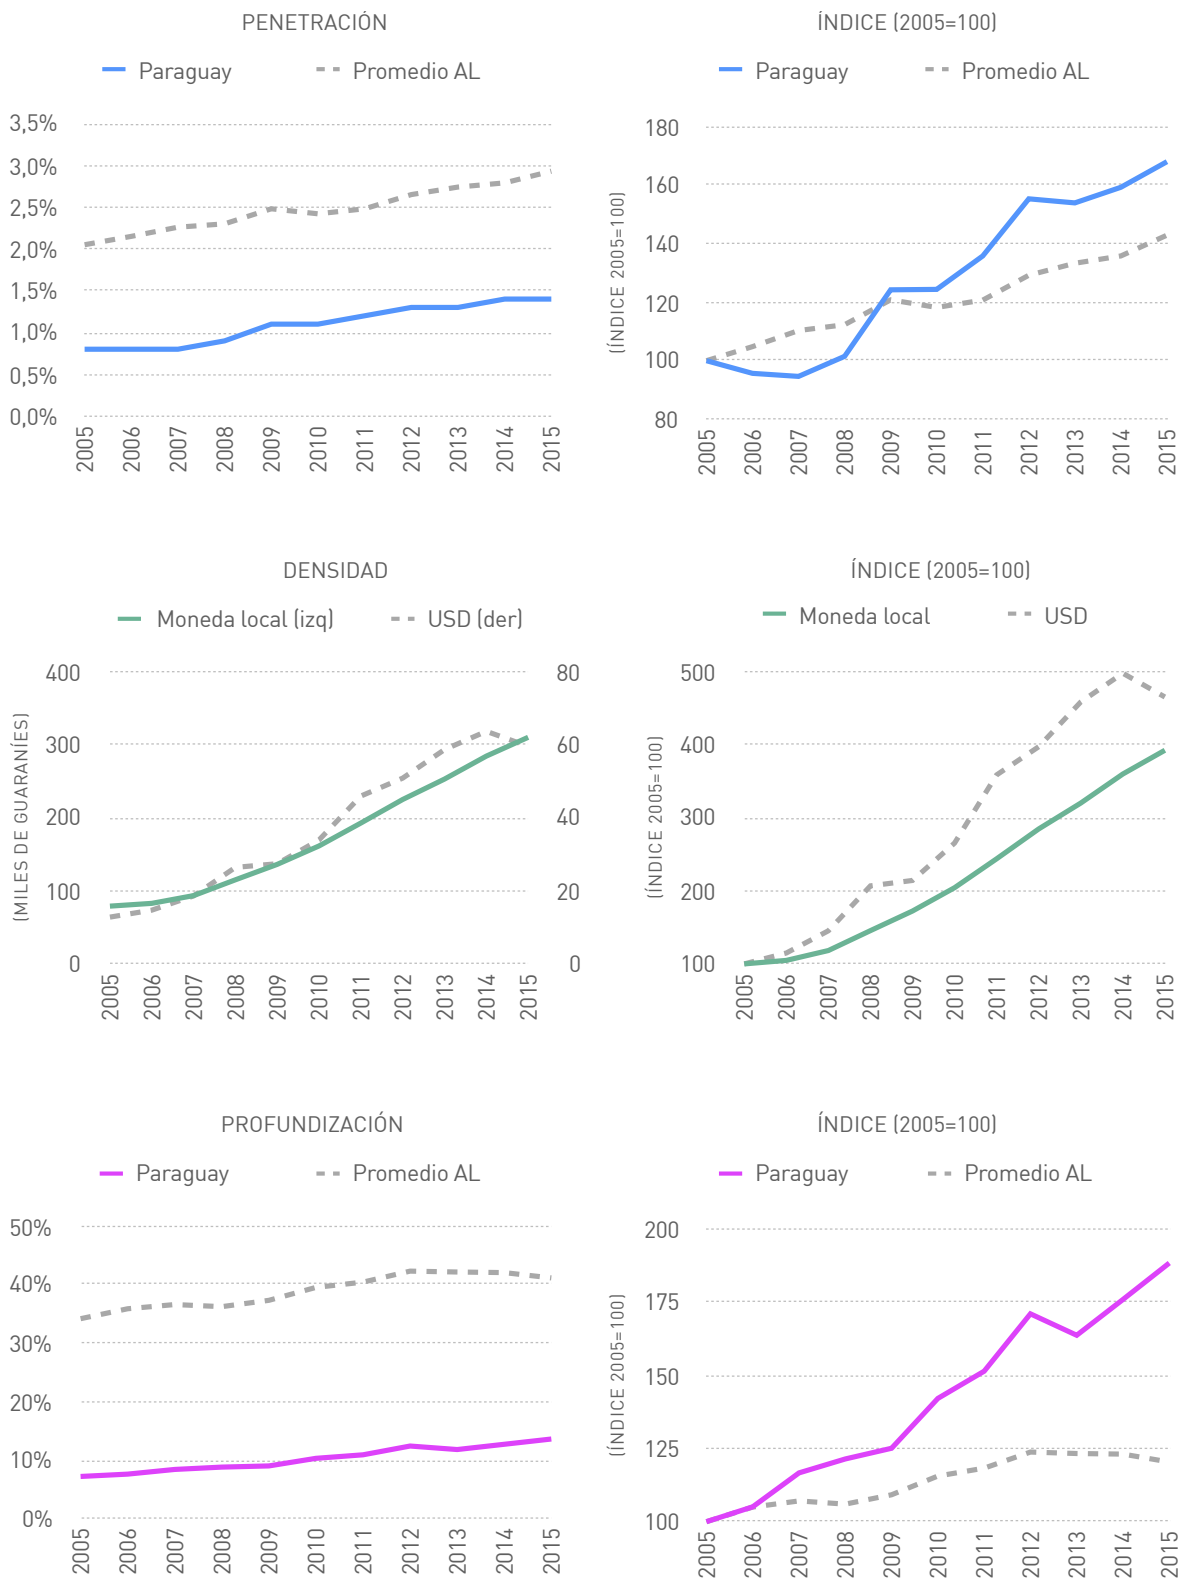 PENETRACIÓN
Paraguay
Promedio AL
3,5%
3,0%
2,5%
2,0%
1,5%
1,0%
0,5%
0,0%
2005 2006 2007 2008 2009 2010 2011 2012 2013 2014 2015
ÍNDICE (2005=100)
Paraguay
Promedio AL
(ÍNDICE 2005=100)
180
160
140
120
100
80
2005 2006 2007 2008 2009 2010 2011 2012 2013 2014 2015
DENSIDAD
Moneda local (izq)
USD (der)
(MILES DE GUARANÍES)
400
300
200
100
0
80
60
40
20
0
2005 2006 2007 2008 2009 2010 2011 2012 2013 2014 2015
ÍNDICE (2005=100)
Moneda local
USD
(ÍNDICE 2005=100)
500
400
300
200
100
2005 2006 2007 2008 2009 2010 2011 2012 2013 2014 2015
PROFUNDIZACIÓN
Paraguay
Promedio AL
50%
40%
30%
20%
10%
0%
2005 2006 2007 2008 2009 2010 2011 2012 2013 2014 2015
ÍNDICE (2005=100)
Paraguay
Promedio AL
(ÍNDICE 2005=100)
200
175
150
125
100
2005 2006 2007 2008 2009 2010 2011 2012 2013 2014 2015